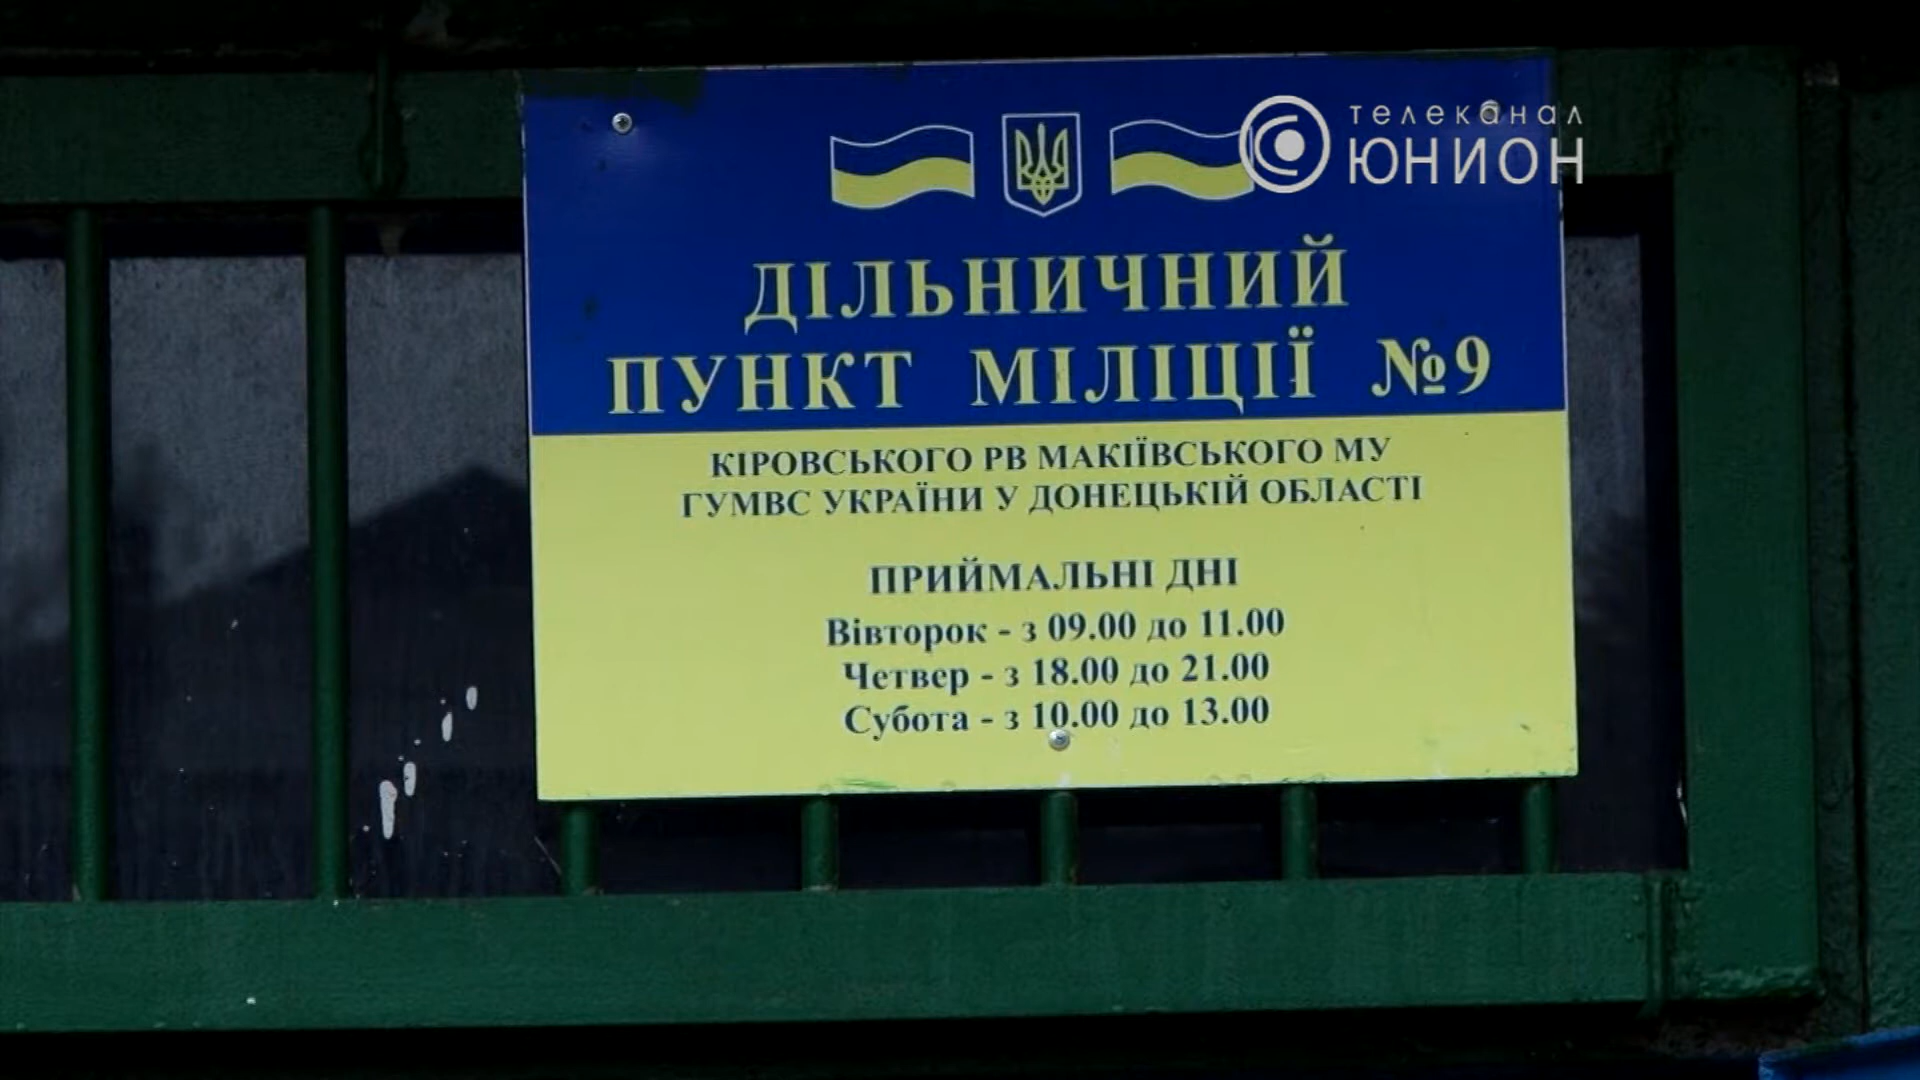 телеканал
ЮНИОН
ДІЛЬНИЧНИЙ
ПУНКТ МІЛІЦІЇ №9
КІРОВСЬКОГО РВ МАКІЇВСЬКОГО МУ
ГУМВС УКРАЇНИ У ДОНЕЦЬКІЙ ОБЛАСТІ
ПРИЙМАЛЬНІ ДНІ
Вівторок - з 09.00 до 11.00
Четвер - з 18.00 до 21.00
Субота - з 10.00 до 13.00